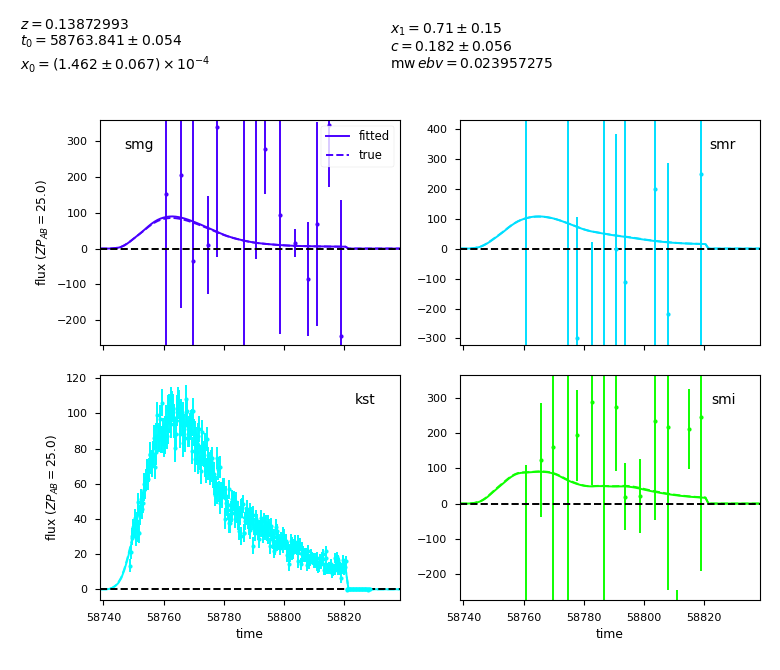 z = 0.13872993
t₀ = 58763.841 ± 0.054
x₀ = (1.462 ± 0.067) × 10⁻⁴
x₁ = 0.71 ± 0.15
c = 0.182 ± 0.056
mw ebv = 0.023957275
smg
fitted
true
300
200
100
0
−100
−200
flux (ZP_AB = 25.0)
smr
400
300
200
100
0
−100
−200
−300
kst
120
100
80
60
40
20
0
flux (ZP_AB = 25.0)
58740 58760 58780 58800 58820
time
smi
300
200
100
0
−100
−200
58740 58760 58780 58800 58820
time